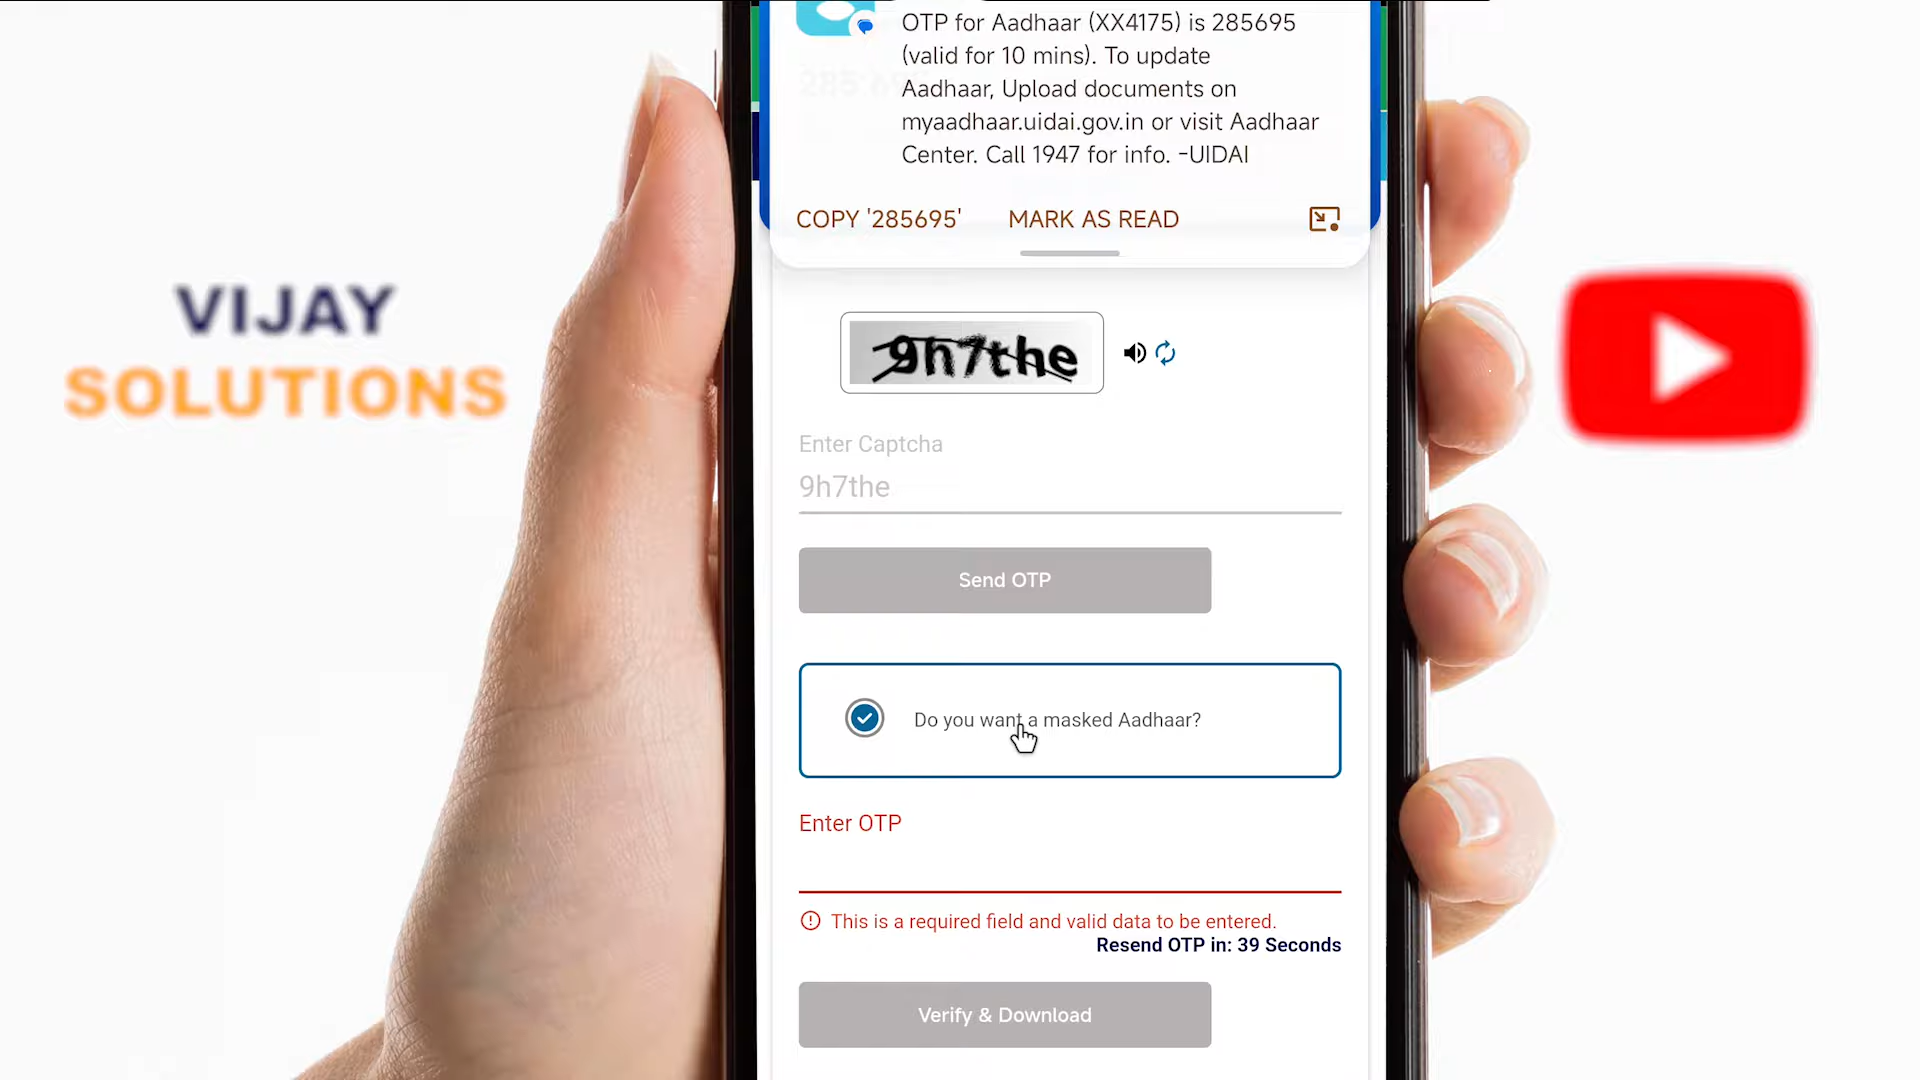 OTP for Aadhaar (XX4175) is 285695
(valid for 10 mins). To update
Aadhaar, Upload documents on
myaadhaar.uidai.gov.in or visit Aadhaar
Center. Call 1947 for info. -UIDAI
COPY '285695'
MARK AS READ
VIJAY
SOLUTIONS
9h7the
Enter Captcha
9h7the
Send OTP
Do you want a masked Aadhaar?
Enter OTP
This is a required field and valid data to be entered.
Resend OTP in: 39 Seconds
Verify & Download